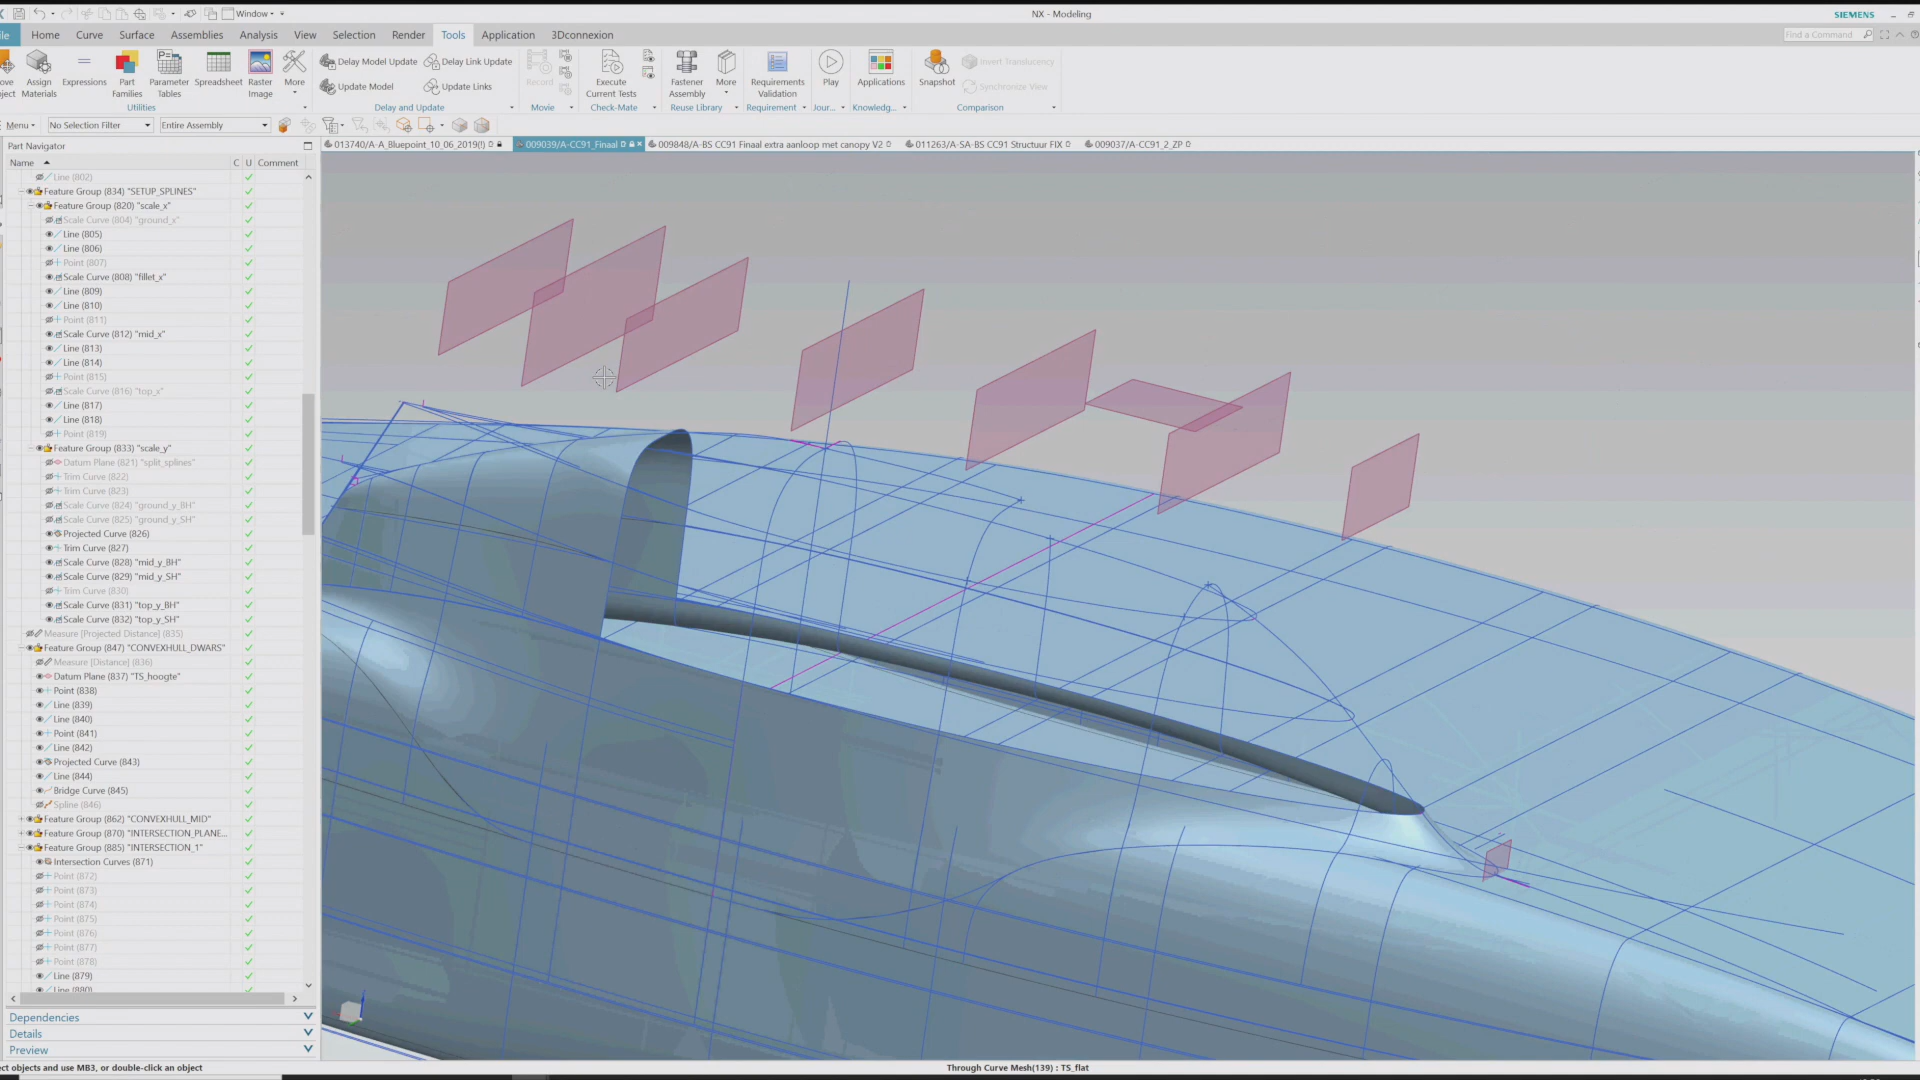 Window
NX - Modeling
SIEMENS
Home
Curve
Surface
Assemblies
Analysis
View
Selection
Render
Tools
Application
3Dconnexion
Find a Command
Assign
Materials
Expressions
Part
Families
Parameter
Tables
Spreadsheet
Raster
Image
More
Utilities
Delay Model Update
Update Model
Delay Link Update
Update Links
Delay and Update
Record
Movie
Execute
Current Tests
Check-Mate
Fastener
Assembly
More
Reuse Library
Requirements
Validation
Requirement
Play
Jour...
Applications
Knowledg...
Snapshot
Invert Translucency
Synchronize View
Comparison
Menu
No Selection Filter
Entire Assembly
Part Navigator
013740/A-A_Bluepoint_10_06_2019(!)
009039/A-CC91_Finaal
009848/A-BS CC91 Finaal extra aanloop met canopy V2
011263/A-SA-BS CC91 Structuur FIX
009037/A-CC91_2_ZP
Name
C
U
Comment
Line (802)
Feature Group (834) "SETUP_SPLINES"
Feature Group (820) "scale_x"
Scale Curve (804) "ground_x"
Line (805)
Line (806)
Point (807)
Scale Curve (808) "fillet_x"
Line (809)
Line (810)
Point (811)
Scale Curve (812) "mid_x"
Line (813)
Line (814)
Point (815)
Scale Curve (816) "top_x"
Line (817)
Line (818)
Point (819)
Feature Group (833) "scale_y"
Datum Plane (821) "split_splines"
Trim Curve (822)
Trim Curve (823)
Scale Curve (824) "ground_y_BH"
Scale Curve (825) "ground_y_SH"
Projected Curve (826)
Trim Curve (827)
Scale Curve (828) "mid_y_BH"
Scale Curve (829) "mid_y_SH"
Trim Curve (830)
Scale Curve (831) "top_y_BH"
Scale Curve (832) "top_y_SH"
Measure [Projected Distance] (835)
Feature Group (847) "CONVEXHULL_DWARS"
Measure [Distance] (836)
Datum Plane (837) "TS_hoogte"
Point (838)
Line (839)
Line (840)
Point (841)
Line (842)
Projected Curve (843)
Line (844)
Bridge Curve (845)
Spline (846)
Feature Group (862) "CONVEXHULL_MID"
Feature Group (870) "INTERSECTION_PLANE...
Feature Group (885) "INTERSECTION_1"
Intersection Curves (871)
Point (872)
Point (873)
Point (874)
Point (875)
Point (876)
Point (877)
Point (878)
Line (879)
Line (880)
Dependencies
Details
Preview
ct objects and use MB3, or double-click an object
Through Curve Mesh(139) : TS_flat